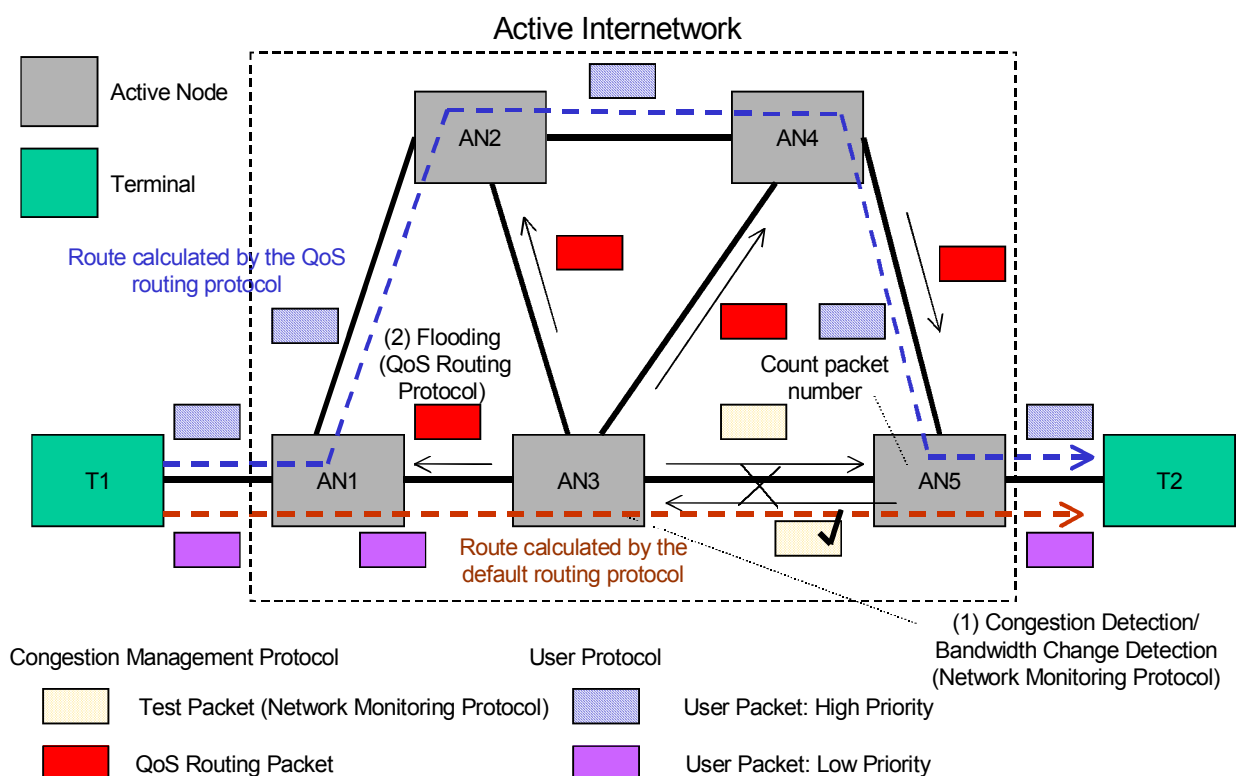 Active Internetwork
Active Node
Terminal
AN2
AN4
Route calculated by the QoS
routing protocol
(2) Flooding
(QoS Routing
Protocol)
Count packet
number
T1
AN1
AN3
AN5
T2
Route calculated by the
default routing protocol
(1) Congestion Detection/
Bandwidth Change Detection
(Network Monitoring Protocol)
Congestion Management Protocol
User Protocol
Test Packet (Network Monitoring Protocol)
User Packet: High Priority
QoS Routing Packet
User Packet: Low Priority